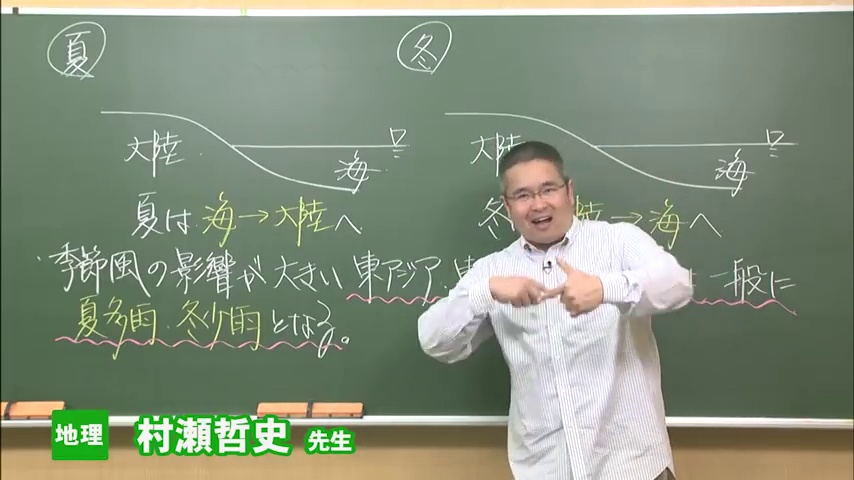 夏
冬
大陸
海
大陸
海
夏は 海→大陸へ
冬 陸→海へ
・季節風の影響が大きい 東アジア・ 一般に
夏多雨・冬少雨となる。
地理 村瀬哲史 先生